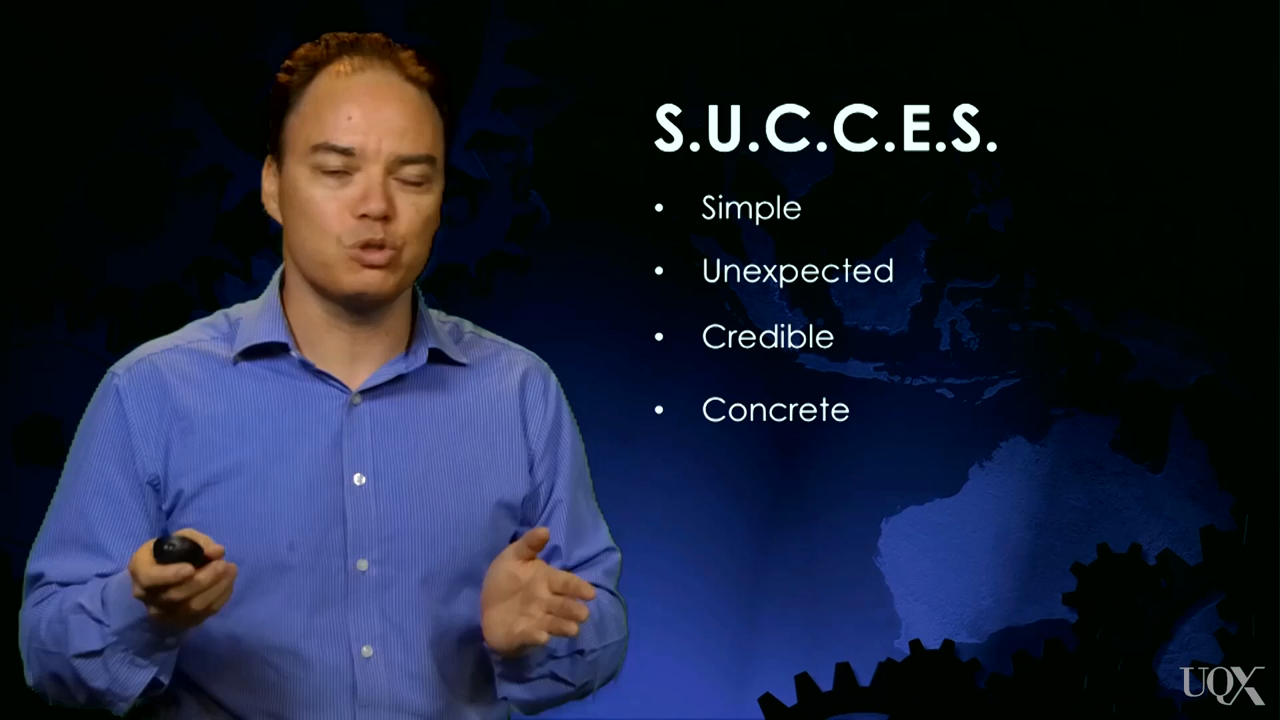 S.U.C.C.E.S.
• Simple
• Unexpected
• Credible
• Concrete
UQX